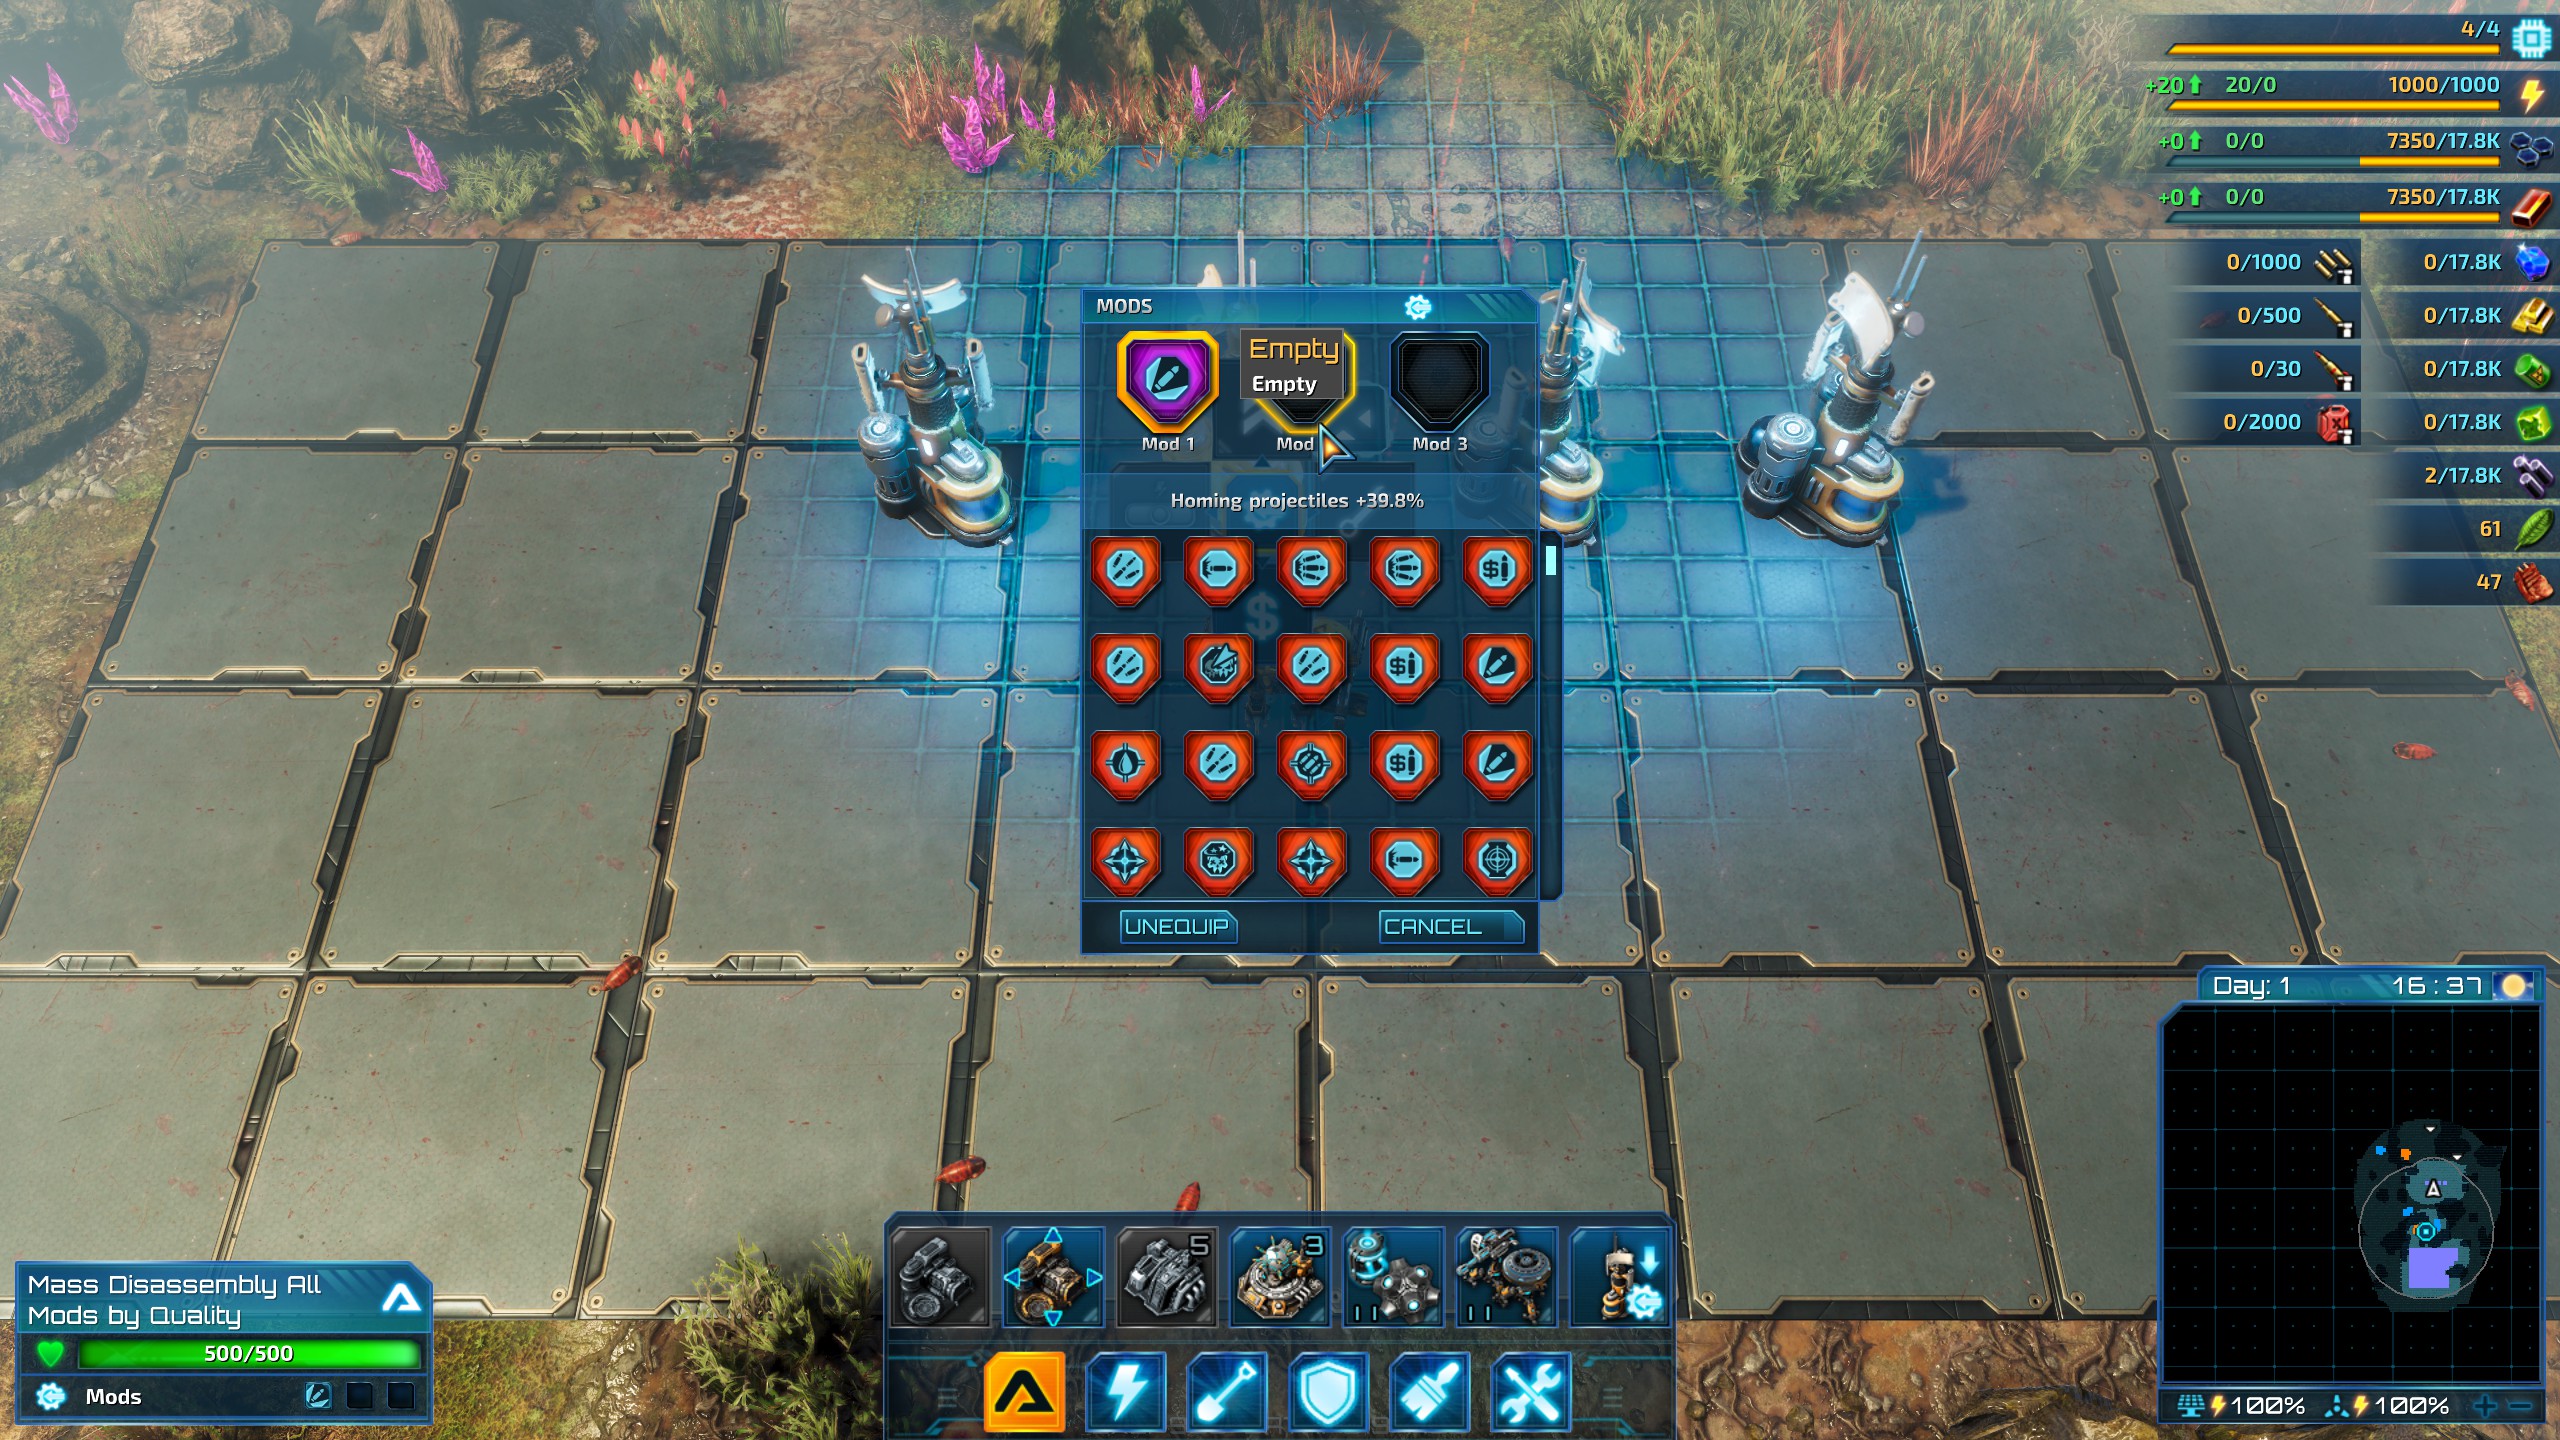 4/4
+20 20/0 1000/1000
+0 0/0 7350/17.8K
+0 0/0 7350/17.8K
0/1000 0/17.8K
0/500 0/17.8K
0/30 0/17.8K
0/2000 0/17.8K
2/17.8K
61
47
MODS
Empty
Empty
Mod 1 Mod Mod 3
Homing projectiles +39.8%
UNEQUIP CANCEL
Day: 1 16:37
100% 100%
Mass Disassembly All
Mods by Quality
500/500
Mods
5 3